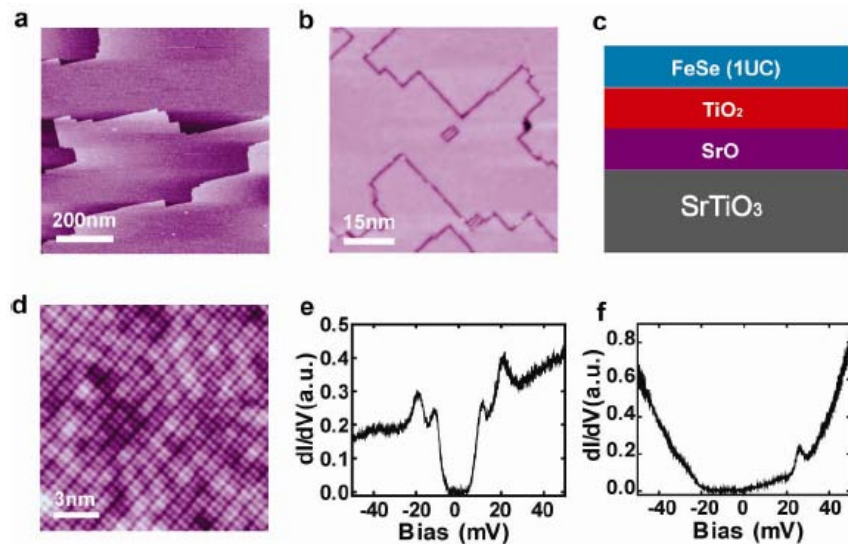 a
200nm
b
15nm
c
FeSe (1UC)
TiO₂
SrO
SrTiO₃
d
3nm
e
dI/dV(a.u.)
0.5
0.4
0.3
0.2
0.1
0.0
-40 -20 0 20 40
Bias (mV)
f
dI/dV(a.u.)
0.8
0.6
0.4
0.2
0.0
-40 -20 0 20 40
Bias (mV)